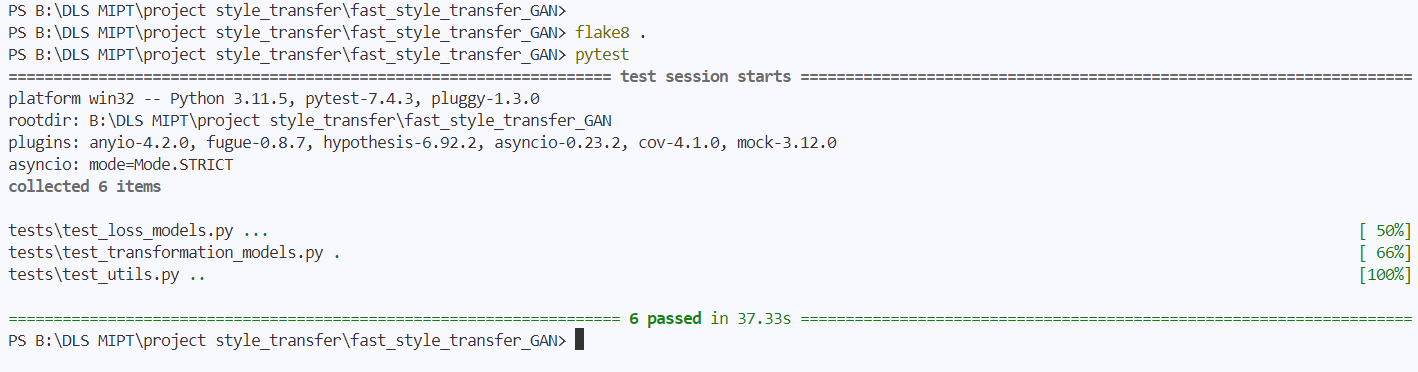 PS B:\DLS MIPT\project style_transfer\fast_style_transfer_GAN>
PS B:\DLS MIPT\project style_transfer\fast_style_transfer_GAN> flake8 .
PS B:\DLS MIPT\project style_transfer\fast_style_transfer_GAN> pytest
=================================================================== test session starts ====================================================================
platform win32 -- Python 3.11.5, pytest-7.4.3, pluggy-1.3.0
rootdir: B:\DLS MIPT\project style_transfer\fast_style_transfer_GAN
plugins: anyio-4.2.0, fugue-0.8.7, hypothesis-6.92.2, asyncio-0.23.2, cov-4.1.0, mock-3.12.0
asyncio: mode=Mode.STRICT
collected 6 items
tests\test_loss_models.py ... [ 50%]
tests\test_transformation_models.py . [ 66%]
tests\test_utils.py .. [100%]
==================================================================== 6 passed in 37.33s ====================================================================
PS B:\DLS MIPT\project style_transfer\fast_style_transfer_GAN>